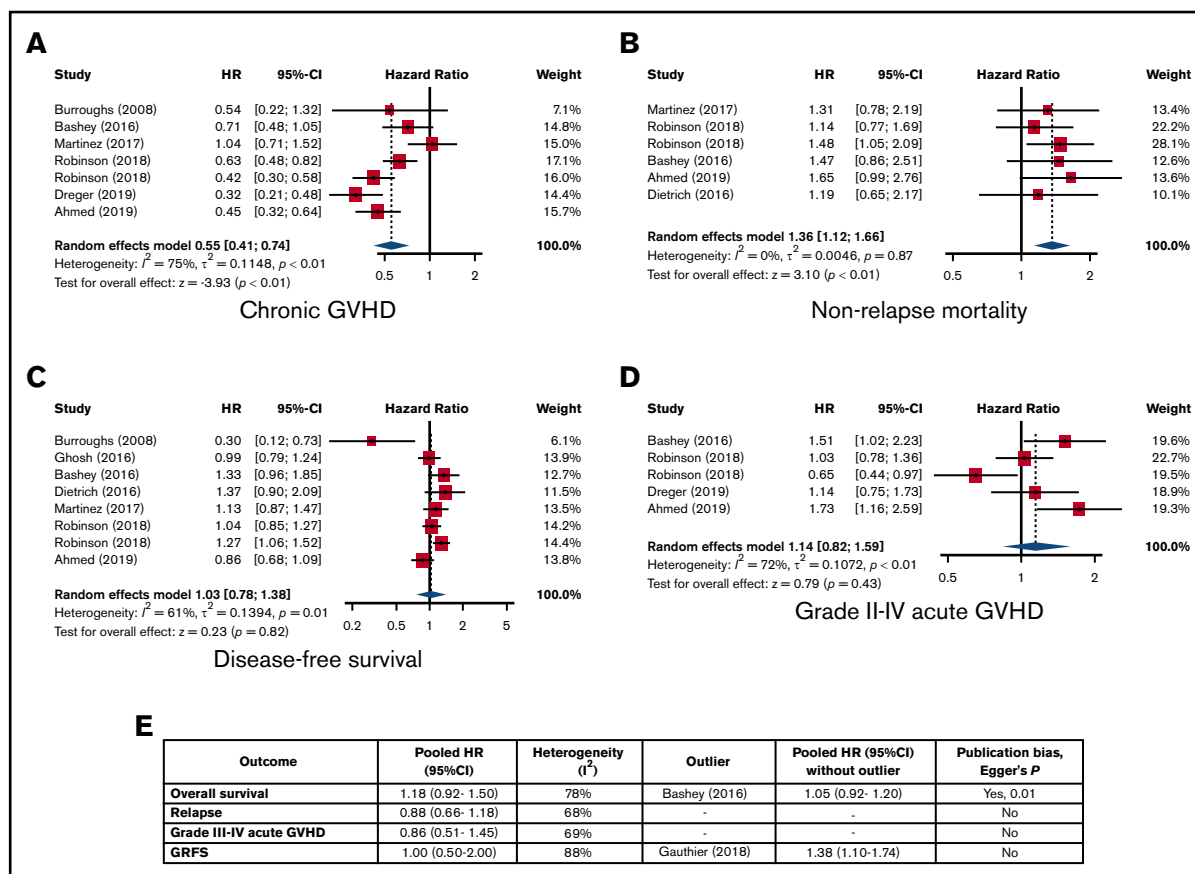 A
Study HR 95%-CI Hazard Ratio Weight
Burroughs (2008) 0.54 [0.22; 1.32] 7.1%
Bashey (2016) 0.71 [0.48; 1.05] 14.8%
Martinez (2017) 1.04 [0.71; 1.52] 15.0%
Robinson (2018) 0.63 [0.48; 0.82] 17.1%
Robinson (2018) 0.42 [0.30; 0.58] 16.0%
Dreger (2019) 0.32 [0.21; 0.48] 14.4%
Ahmed (2019) 0.45 [0.32; 0.64] 15.7%
Random effects model 0.55 [0.41; 0.74] 100.0%
Heterogeneity: I² = 75%, τ² = 0.1148, p < 0.01
Test for overall effect: z = -3.93 (p < 0.01)
0.5 1 2
Chronic GVHD
B
Study HR 95%-CI Hazard Ratio Weight
Martinez (2017) 1.31 [0.78; 2.19] 13.4%
Robinson (2018) 1.14 [0.77; 1.69] 22.2%
Robinson (2018) 1.48 [1.05; 2.09] 28.1%
Bashey (2016) 1.47 [0.86; 2.51] 12.6%
Ahmed (2019) 1.65 [0.99; 2.76] 13.6%
Dietrich (2016) 1.19 [0.65; 2.17] 10.1%
Random effects model 1.36 [1.12; 1.66] 100.0%
Heterogeneity: I² = 0%, τ² = 0.0046, p = 0.87
Test for overall effect: z = 3.10 (p < 0.01)
0.5 1 2
Non-relapse mortality
C
Study HR 95%-CI Hazard Ratio Weight
Burroughs (2008) 0.30 [0.12; 0.73] 6.1%
Ghosh (2016) 0.99 [0.79; 1.24] 13.9%
Bashey (2016) 1.33 [0.96; 1.85] 12.7%
Dietrich (2016) 1.37 [0.90; 2.09] 11.5%
Martinez (2017) 1.13 [0.87; 1.47] 13.5%
Robinson (2018) 1.04 [0.85; 1.27] 14.2%
Robinson (2018) 1.27 [1.06; 1.52] 14.4%
Ahmed (2019) 0.86 [0.68; 1.09] 13.8%
Random effects model 1.03 [0.78; 1.38] 100.0%
Heterogeneity: I² = 61%, τ² = 0.1394, p = 0.01
Test for overall effect: z = 0.23 (p = 0.82)
0.2 0.5 1 2 5
Disease-free survival
D
Study HR 95%-CI Hazard Ratio Weight
Bashey (2016) 1.51 [1.02; 2.23] 19.6%
Robinson (2018) 1.03 [0.78; 1.36] 22.7%
Robinson (2018) 0.65 [0.44; 0.97] 19.5%
Dreger (2019) 1.14 [0.75; 1.73] 18.9%
Ahmed (2019) 1.73 [1.16; 2.59] 19.3%
Random effects model 1.14 [0.82; 1.59] 100.0%
Heterogeneity: I² = 72%, τ² = 0.1072, p < 0.01
Test for overall effect: z = 0.79 (p = 0.43)
0.5 1 2
Grade II-IV acute GVHD
E
Outcome Pooled HR (95%CI) Heterogeneity (I²) Outlier Pooled HR (95%CI) without outlier Publication bias, Egger's P
Overall survival 1.18 (0.92- 1.50) 78% Bashey (2016) 1.05 (0.92- 1.20) Yes, 0.01
Relapse 0.88 (0.66- 1.18) 68% - - No
Grade III-IV acute GVHD 0.86 (0.51- 1.45) 69% - - No
GRFS 1.00 (0.50-2.00) 88% Gauthier (2018) 1.38 (1.10-1.74) No